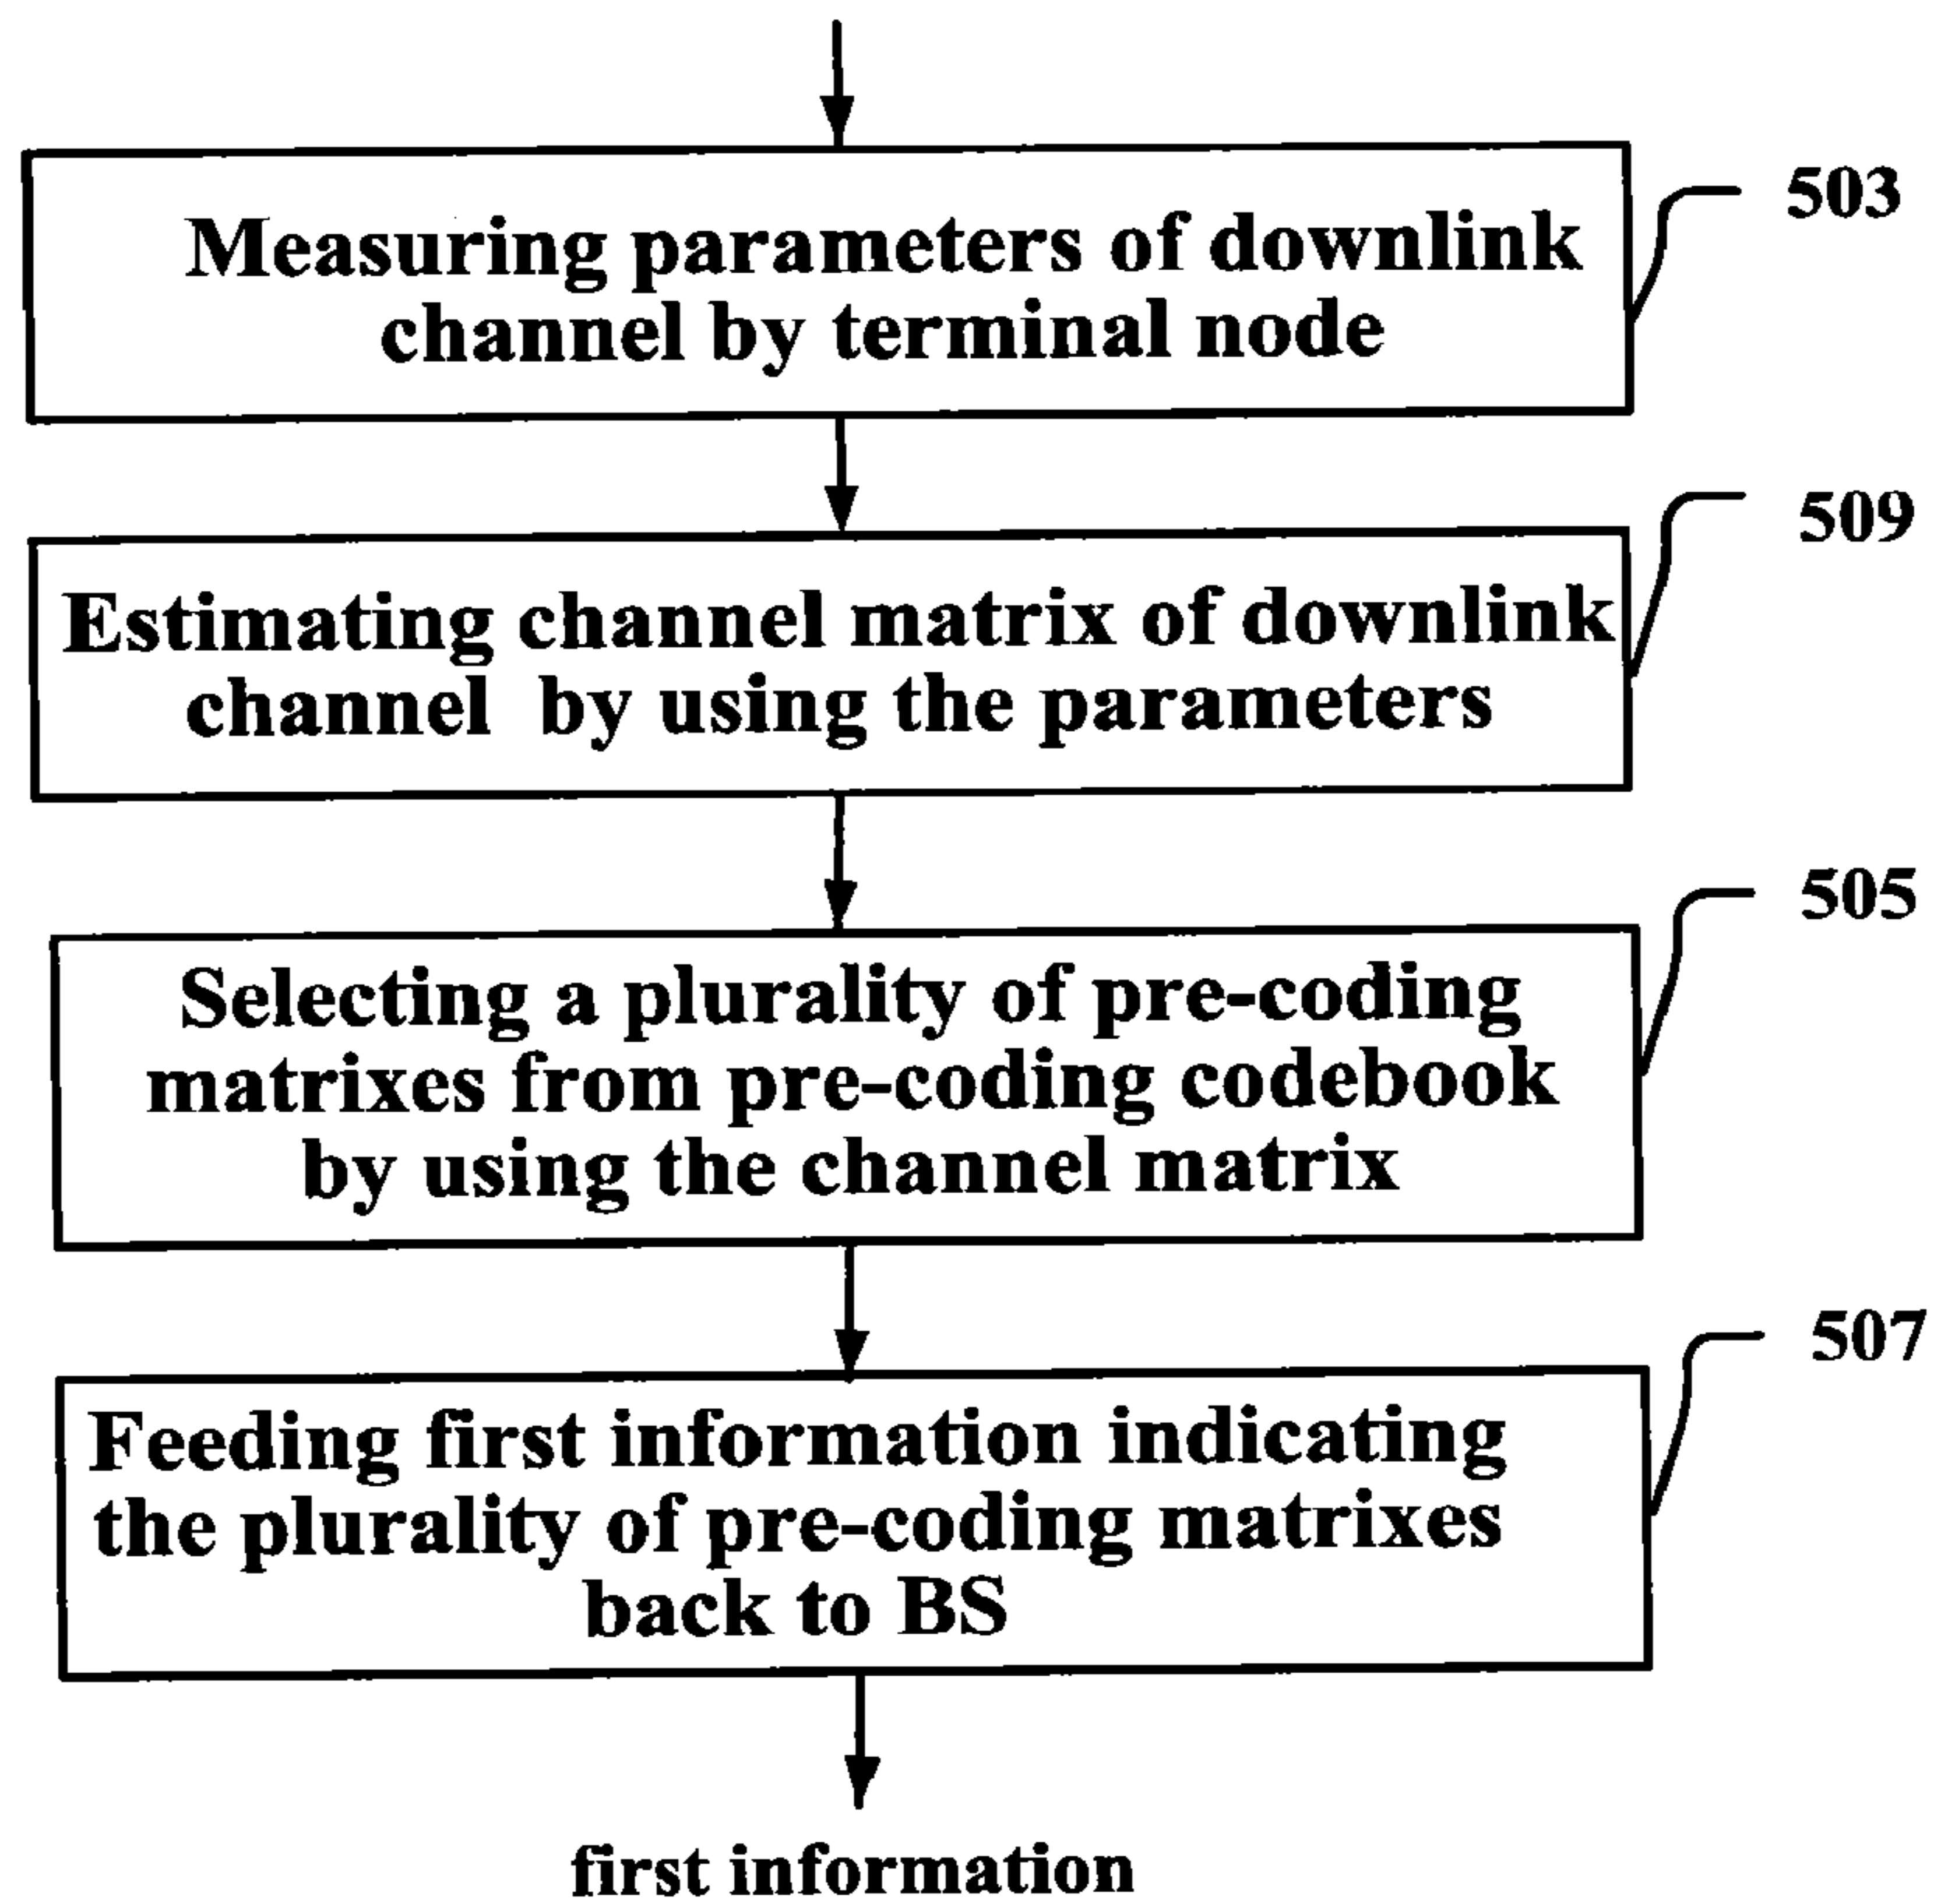 503
Measuring parameters of downlink
channel by terminal node
509
Estimating channel matrix of downlink
channel by using the parameters
505
Selecting a plurality of pre-coding
matrixes from pre-coding codebook
by using the channel matrix
507
Feeding first information indicating
the plurality of pre-coding matrixes
back to BS
first information